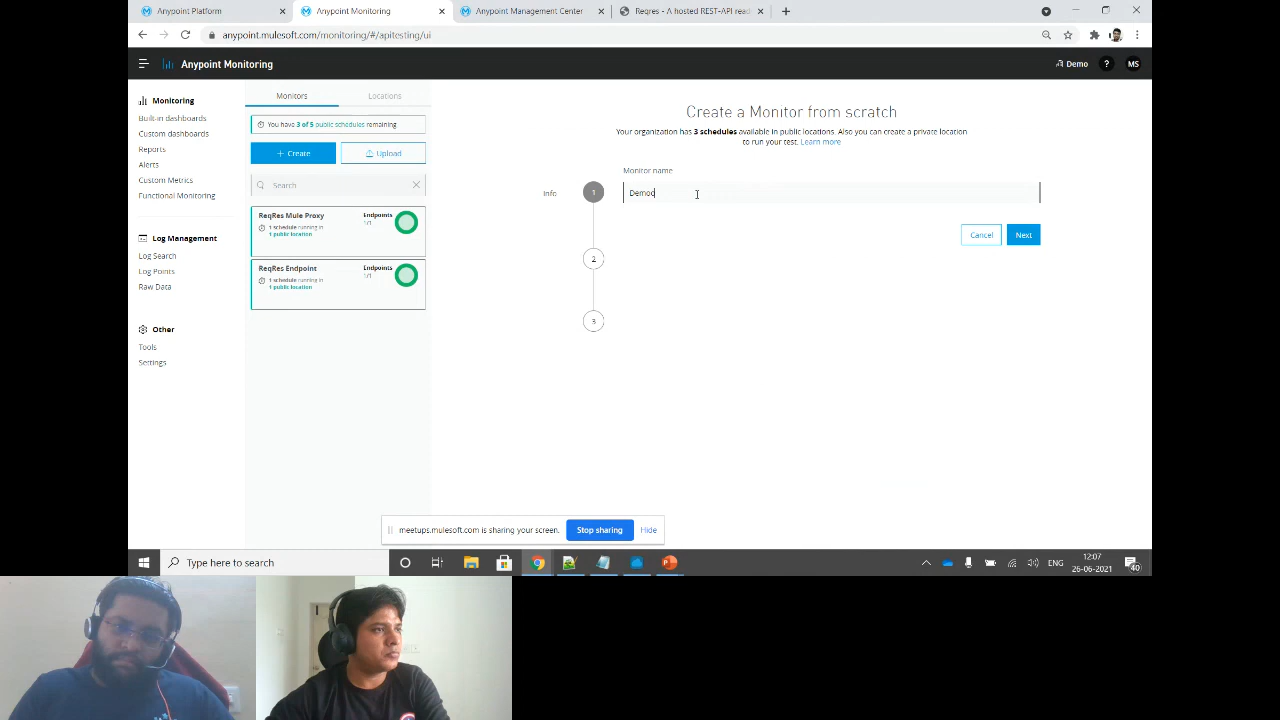 Anypoint Platform
Anypoint Monitoring
Anypoint Management Center
Reqres - A hosted REST-API read
anypoint.mulesoft.com/monitoring/#/apitesting/ui
Anypoint Monitoring
Demo
?
MS
Monitoring
Built-in dashboards
Custom dashboards
Reports
Alerts
Custom Metrics
Functional Monitoring
Log Management
Log Search
Log Points
Raw Data
Other
Tools
Settings
Monitors
Locations
You have 3 of 5 public schedules remaining
+ Create
Upload
Search
ReqRes Mule Proxy
Endpoints
1/1
1 schedule running in
1 public location
ReqRes Endpoint
Endpoints
1/1
1 schedule running in
1 public location
Create a Monitor from scratch
Your organization has 3 schedules available in public locations. Also you can create a private location
to run your test. Learn more
Monitor name
Info
1
Democ
Cancel
Next
2
3
meetups.mulesoft.com is sharing your screen.
Stop sharing
Hide
Type here to search
ENG
12:07
26-06-2021
40